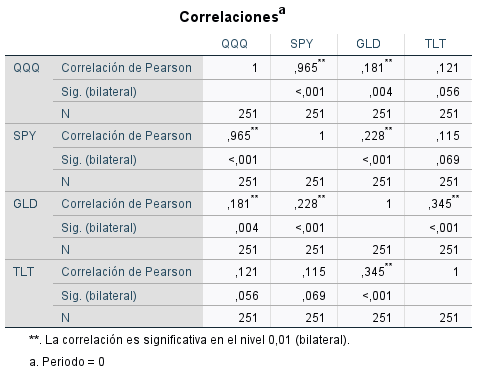 Correlaciones^a
QQQ SPY GLD TLT
QQQ Correlación de Pearson 1 ,965** ,181** ,121
Sig. (bilateral) <,001 ,004 ,056
N 251 251 251 251
SPY Correlación de Pearson ,965** 1 ,228** ,115
Sig. (bilateral) <,001 <,001 ,069
N 251 251 251 251
GLD Correlación de Pearson ,181** ,228** 1 ,345**
Sig. (bilateral) ,004 <,001 <,001
N 251 251 251 251
TLT Correlación de Pearson ,121 ,115 ,345** 1
Sig. (bilateral) ,056 ,069 <,001
N 251 251 251 251
**. La correlación es significativa en el nivel 0,01 (bilateral).
a. Periodo = 0